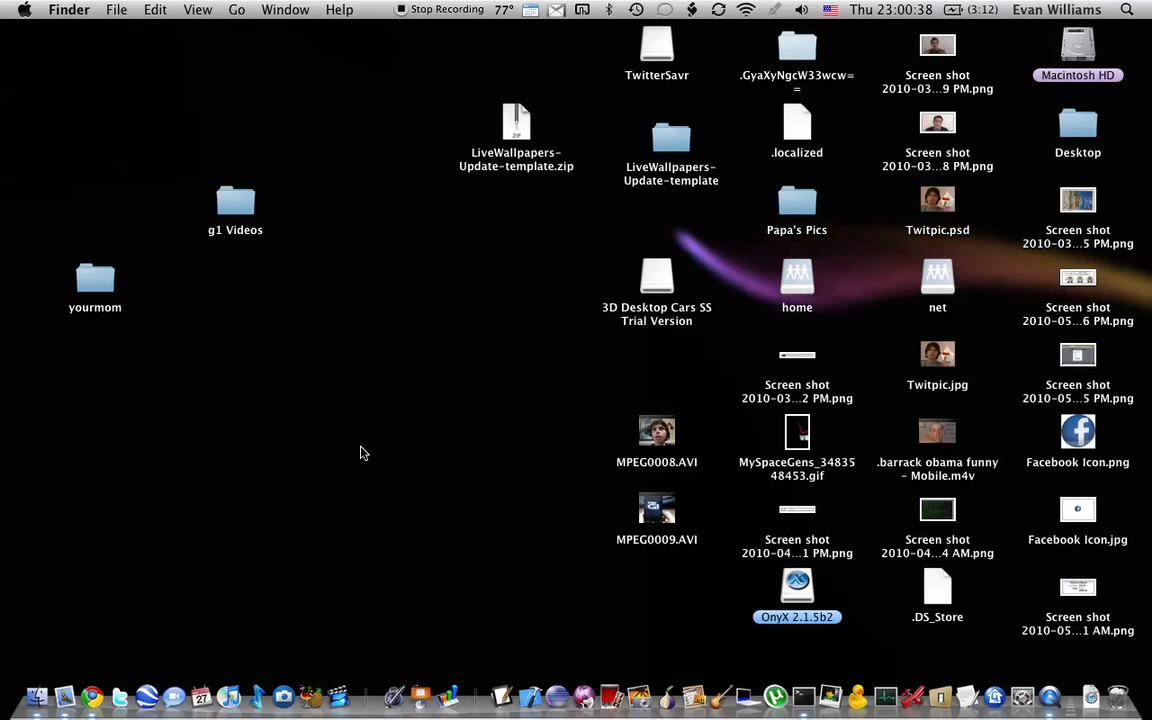 Finder File Edit View Go Window Help Stop Recording 77° Thu 23:00:38 (3:12) Evan Williams
TwitterSavr
.GyaXyNgcW33wcw=
=
Screen shot
2010-03...9 PM.png
Macintosh HD
ZIP
LiveWallpapers-
Update-template.zip
LiveWallpapers-
Update-template
.localized
Screen shot
2010-03...8 PM.png
Desktop
g1 Videos
Papa's Pics
Twitpic.psd
Screen shot
2010-03...5 PM.png
yourmom
3D Desktop Cars SS
Trial Version
home
net
Screen shot
2010-05...6 PM.png
Screen shot
2010-03...2 PM.png
Twitpic.jpg
Screen shot
2010-05...5 PM.png
MPEG0008.AVI
MySpaceGens_34835
48453.gif
.barrack obama funny
- Mobile.m4v
Facebook Icon.png
MPEG0009.AVI
Screen shot
2010-04...1 PM.png
Screen shot
2010-04...4 AM.png
Facebook Icon.jpg
OnyX 2.1.5b2
.DS_Store
Screen shot
2010-05...1 AM.png
27